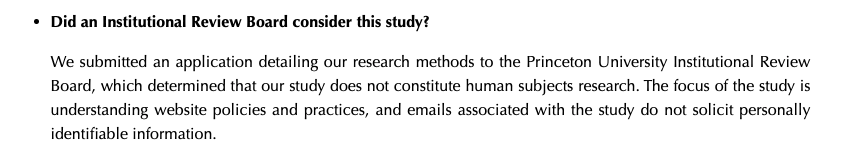 • Did an Institutional Review Board consider this study?
We submitted an application detailing our research methods to the Princeton University Institutional Review
Board, which determined that our study does not constitute human subjects research. The focus of the study is
understanding website policies and practices, and emails associated with the study do not solicit personally
identifiable information.